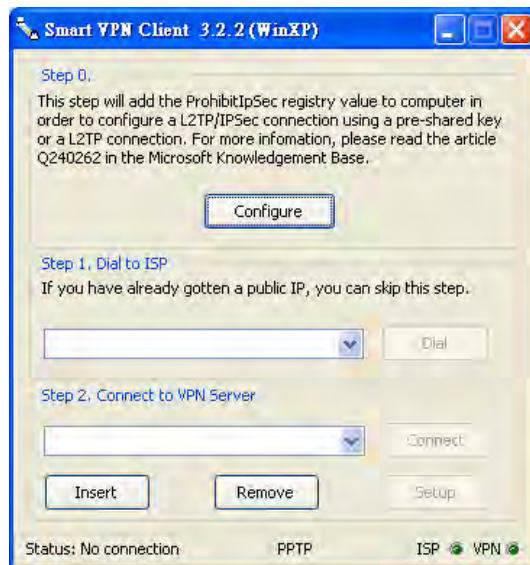 Smart VPN Client 3.2.2 (WinXP)
Step 0.
This step will add the ProhibitIpSec registry value to computer in
order to configure a L2TP/IPSec connection using a pre-shared key
or a L2TP connection. For more infomation, please read the article
Q240262 in the Microsoft Knowledgement Base.
Configure
Step 1. Dial to ISP
If you have already gotten a public IP, you can skip this step.
Dial
Step 2. Connect to VPN Server
Connect
Insert Remove Setup
Status: No connection PPTP ISP VPN